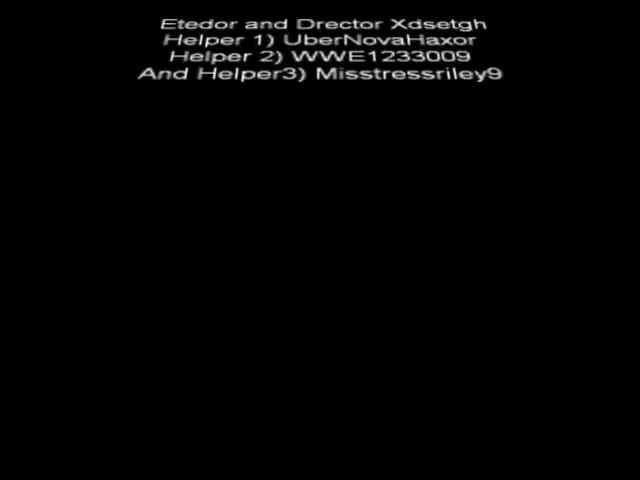 Etedor and Drector Xdsetgh
Helper 1) UberNovaHaxor
Helper 2) WWE1233009
And Helper3) Misstressriley9